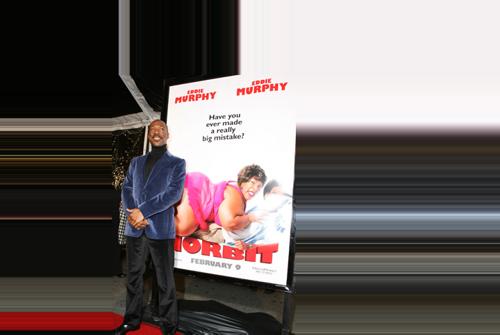 EDDIE
MURPHY
EDDIE
MURPHY
Have you
ever made
a really
big mistake?
NORBIT
FEBRUARY 9